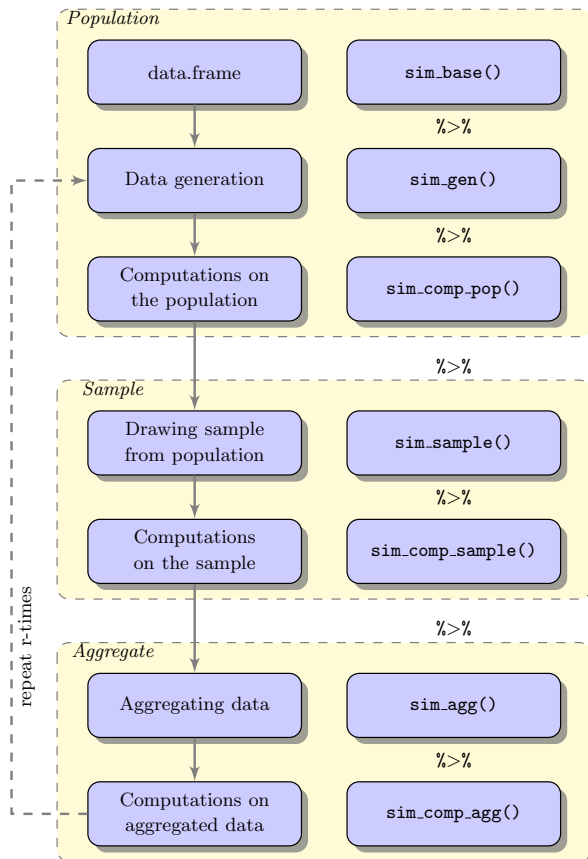 Population
data.frame
sim_base()
%>%
Data generation
sim_gen()
%>%
Computations on
the population
sim_comp_pop()
%>%
Sample
Drawing sample
from population
sim_sample()
%>%
Computations
on the sample
sim_comp_sample()
%>%
repeat r-times
Aggregate
Aggregating data
sim_agg()
%>%
Computations on
aggregated data
sim_comp_agg()